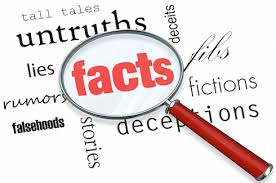 tall tales
deceits
untruths
lies
facts
fibs
rumors
fictions
falsehoods
stories
deceptions